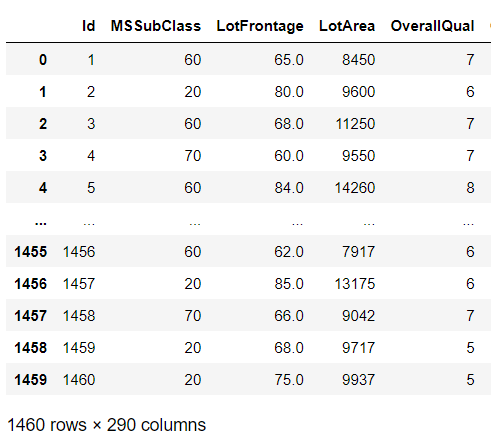 Id MSSubClass LotFrontage LotArea OverallQual
0 1 60 65.0 8450 7
1 2 20 80.0 9600 6
2 3 60 68.0 11250 7
3 4 70 60.0 9550 7
4 5 60 84.0 14260 8
... ... ... ... ... ...
1455 1456 60 62.0 7917 6
1456 1457 20 85.0 13175 6
1457 1458 70 66.0 9042 7
1458 1459 20 68.0 9717 5
1459 1460 20 75.0 9937 5
1460 rows × 290 columns